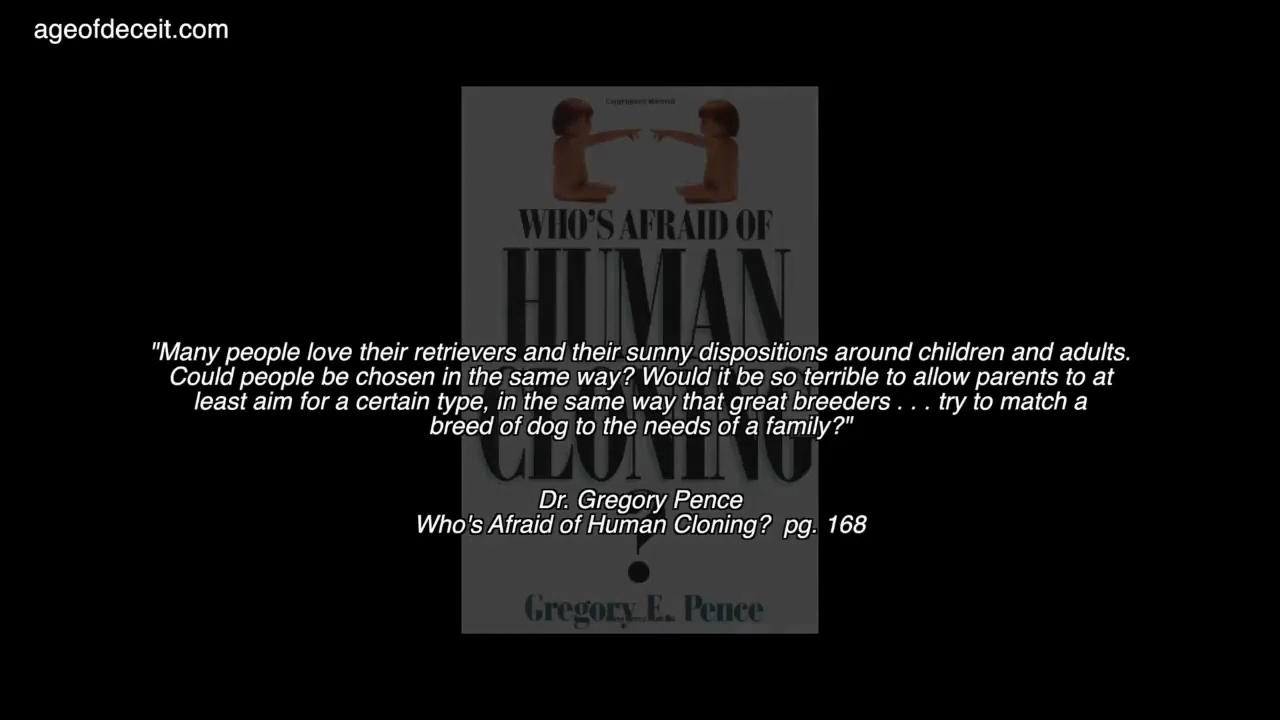 ageofdeceit.com
WHO'S AFRAID OF
HUMAN
"Many people love their retrievers and their sunny dispositions around children and adults.
Could people be chosen in the same way? Would it be so terrible to allow parents to at
least aim for a certain type, in the same way that great breeders . . . try to match a
breed of dog to the needs of a family?"
CLONING
Dr. Gregory Pence
Who's Afraid of Human Cloning?  pg. 168
?
Gregory E. Pence